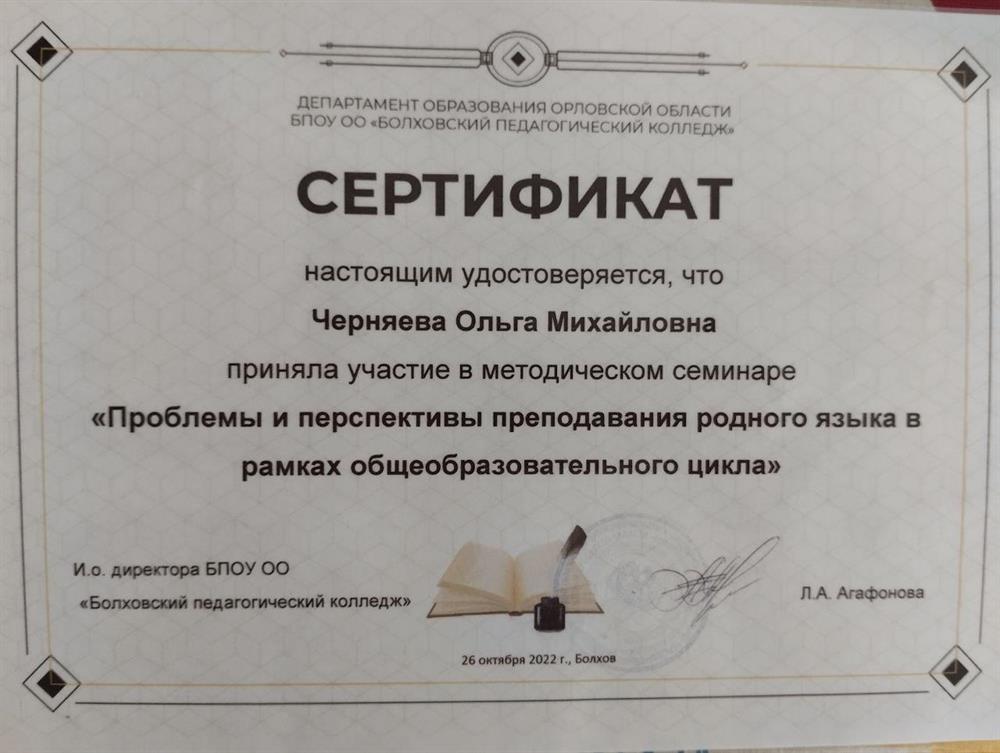 ДЕПАРТАМЕНТ ОБРАЗОВАНИЯ ОРЛОВСКОЙ ОБЛАСТИ
БПОУ ОО «БОЛХОВСКИЙ ПЕДАГОГИЧЕСКИЙ КОЛЛЕДЖ»
СЕРТИФИКАТ
настоящим удостоверяется, что
Черняева Ольга Михайловна
приняла участие в методическом семинаре
«Проблемы и перспективы преподавания родного языка в
рамках общеобразовательного цикла»
И.о. директора БПОУ ОО
«Болховский педагогический колледж»
Л.А. Агафонова
26 октября 2022 г., Болхов